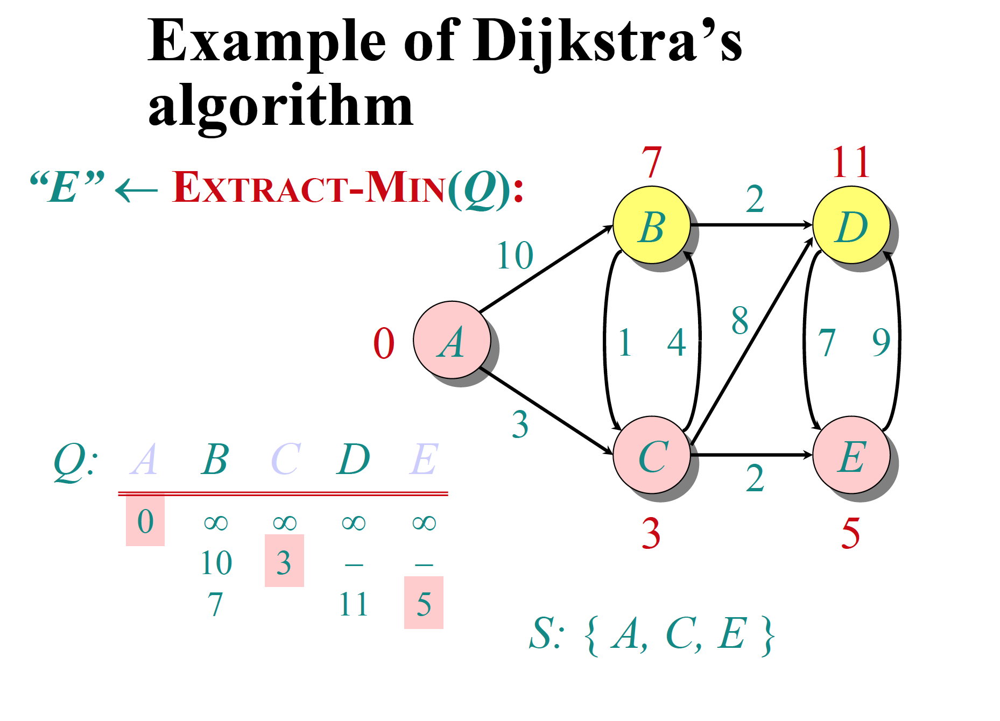 Example of Dijkstra’s
algorithm
“E” ← EXTRACT-MIN(Q):
7
11
B
2
D
10
0
A
1
4
8
7
9
3
C
2
E
3
5
Q: A B C D E
0 ∞ ∞ ∞ ∞
10 3 – –
7 11 5
S: { A, C, E }